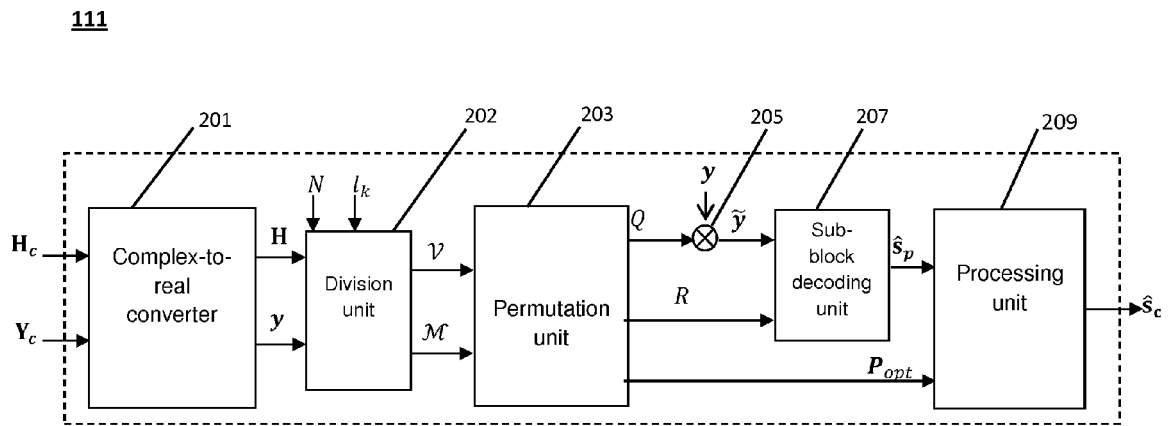 111
201
202
203
205
207
209
N
l_k
y
H_c
Y_c
Complex-to-
real
converter
H
y
Division
unit
𝒱
ℳ
Permutation
unit
Q
R
P_opt
ỹ
Sub-
block
decoding
unit
ŝ_p
Processing
unit
ŝ_c